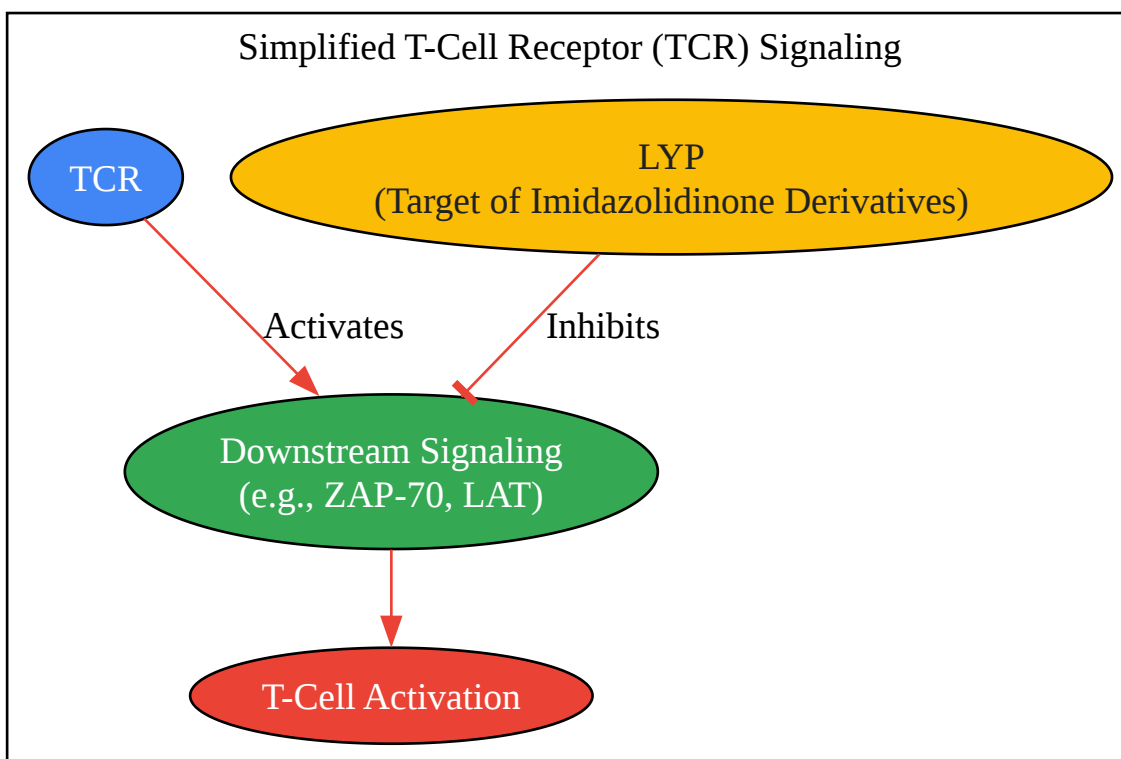 Simplified T-Cell Receptor (TCR) Signaling
TCR
LYP
(Target of Imidazolidinone Derivatives)
Activates
Inhibits
Downstream Signaling
(e.g., ZAP-70, LAT)
T-Cell Activation